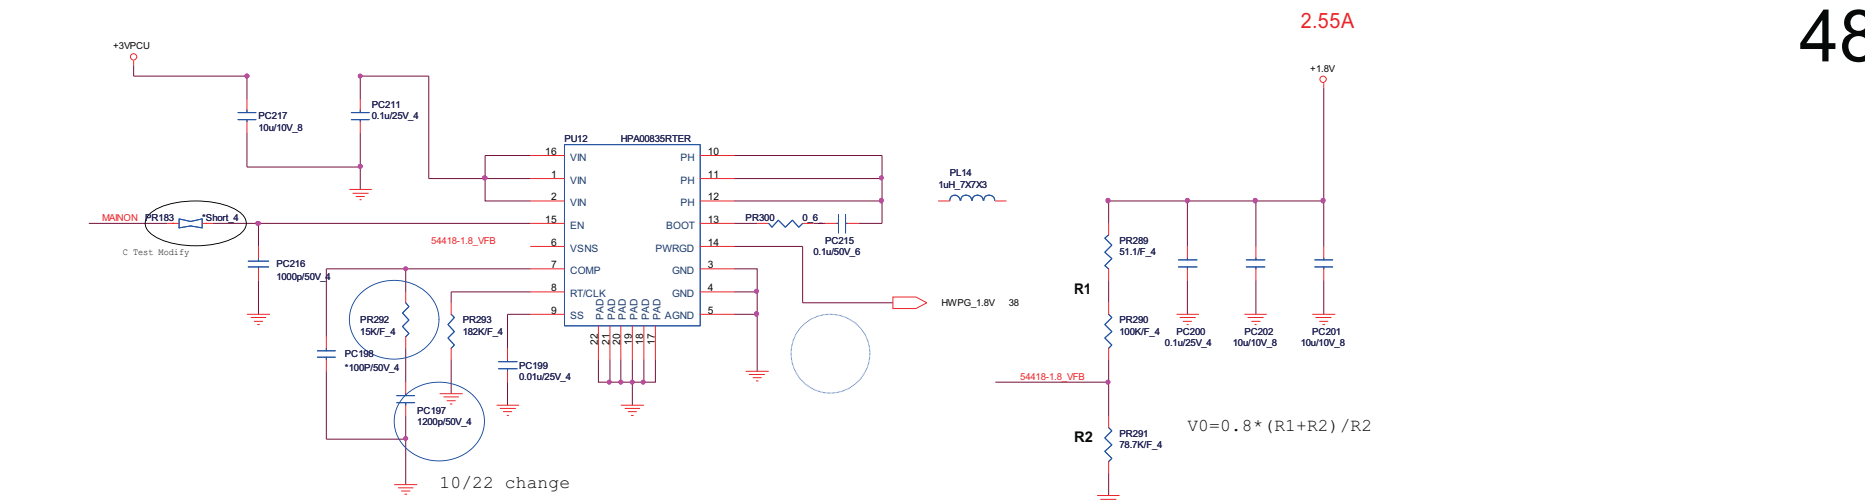 2.55A
48
+3VPCU
+1.8V
PC217
10u/10V_8
PC211
0.1u/25V_4
PU12
HPA00835RTER
16
VIN
PH
10
1
VIN
PH
11
2
VIN
PH
12
15
EN
BOOT
13
6
VSNS
PWRGD
14
7
COMP
GND
3
8
RT/CLK
GND
4
9
SS
AGND
5
PAD
PAD
PAD
PAD
PAD
PAD
22
21
20
19
18
17
MAINON
PR183
*Short_4
C Test Modify
54418-1.8_VFB
PC216
1000p/50V_4
PR292
15K/F_4
PR293
182K/F_4
PC198
*100P/50V_4
PC199
0.01u/25V_4
PC197
1200p/50V_4
10/22 change
PR300
0_6
PC215
0.1u/50V_6
PL14
1uH_7X7X3
HWPG_1.8V
38
PR289
51.1/F_4
R1
PR290
100K/F_4
PC200
0.1u/25V_4
PC202
10u/10V_8
PC201
10u/10V_8
54418-1.8_VFB
R2
PR291
78.7K/F_4
V0=0.8*(R1+R2)/R2